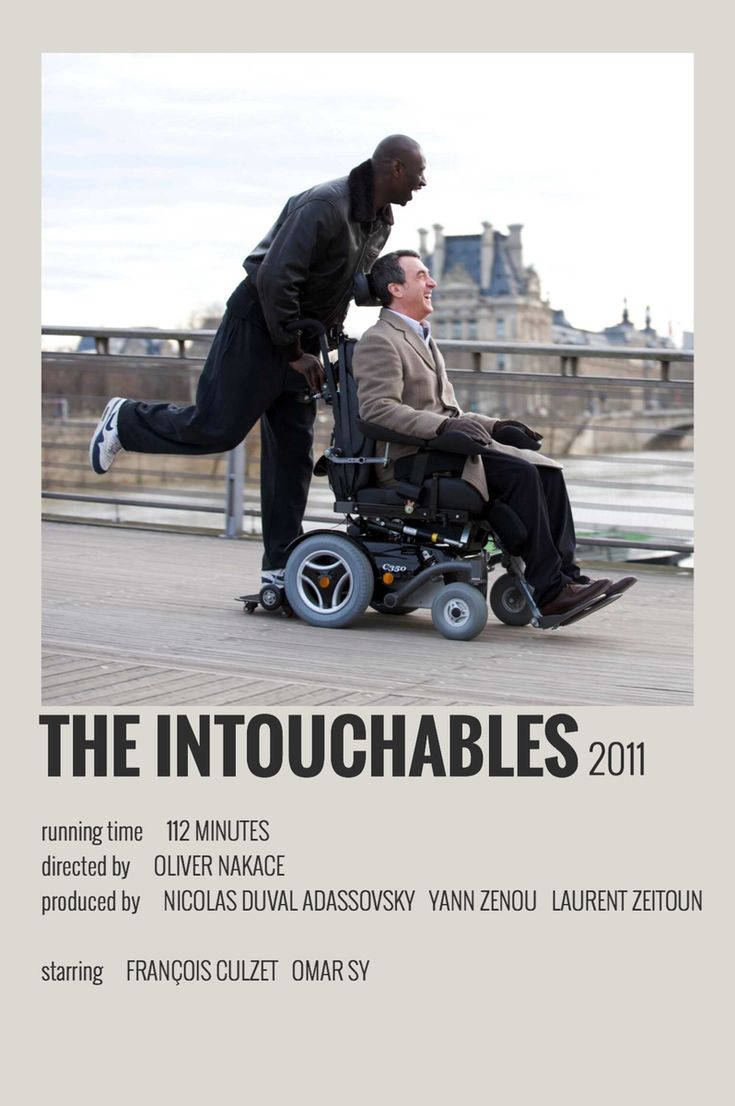 C350
THE INTOUCHABLES 2011
running time 112 MINUTES
directed by OLIVER NAKACE
produced by NICOLAS DUVAL ADASSOVSKY YANN ZENOU LAURENT ZEITOUN
starring FRANÇOIS CULZET OMAR SY